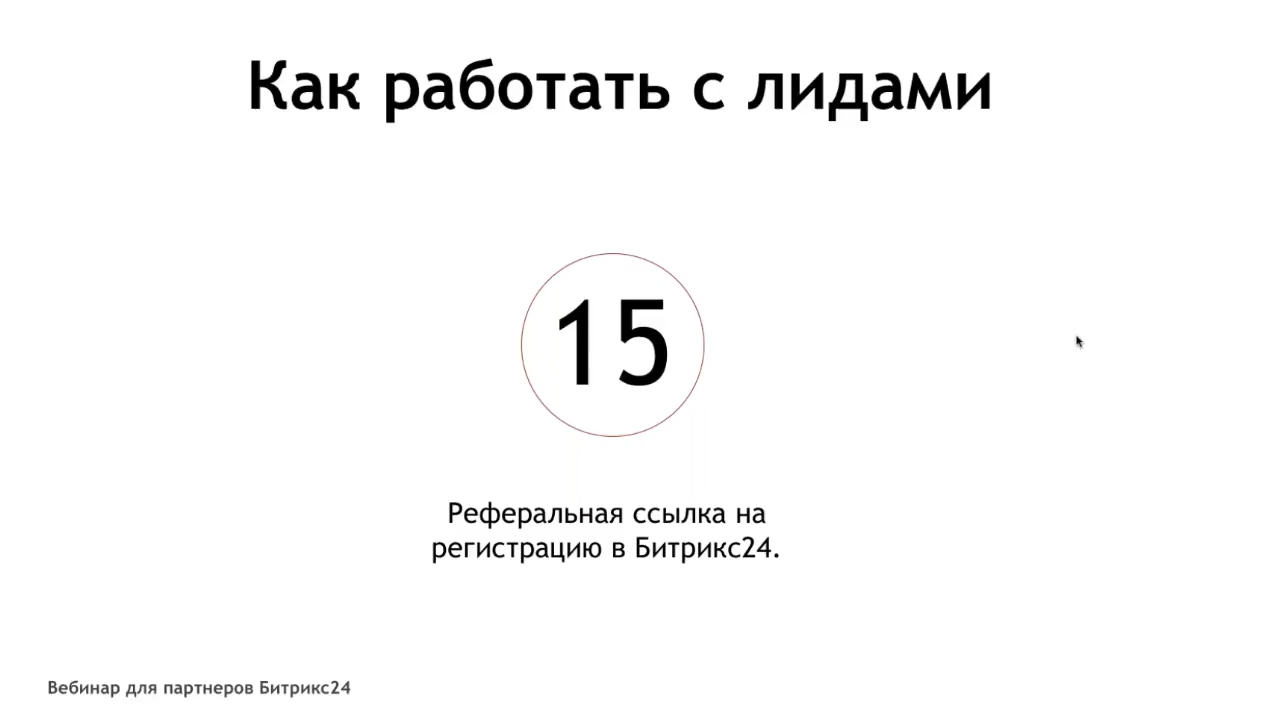 Как работать с лидами
15
Реферальная ссылка на
регистрацию в Битрикс24.
Вебинар для партнеров Битрикс24